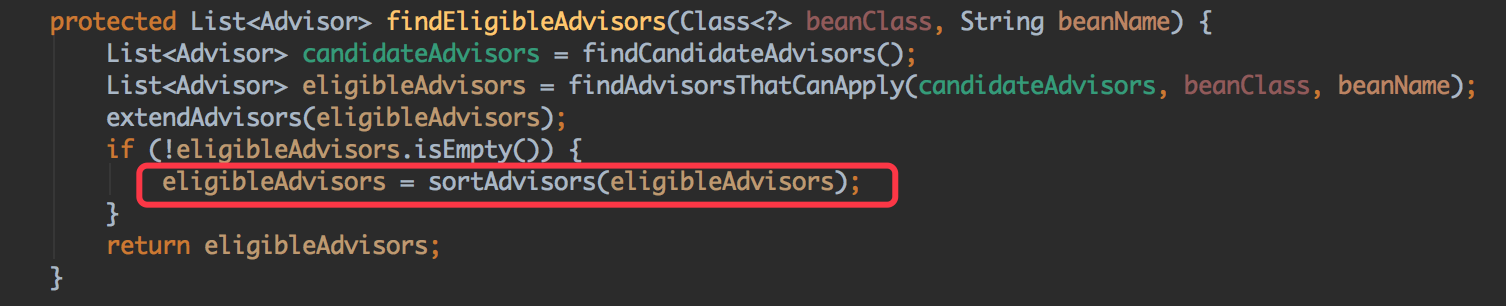 protected List<Advisor> findEligibleAdvisors(Class<?> beanClass, String beanName) {
    List<Advisor> candidateAdvisors = findCandidateAdvisors();
    List<Advisor> eligibleAdvisors = findAdvisorsThatCanApply(candidateAdvisors, beanClass, beanName);
    extendAdvisors(eligibleAdvisors);
    if (!eligibleAdvisors.isEmpty()) {
        eligibleAdvisors = sortAdvisors(eligibleAdvisors);
    }
    return eligibleAdvisors;
}